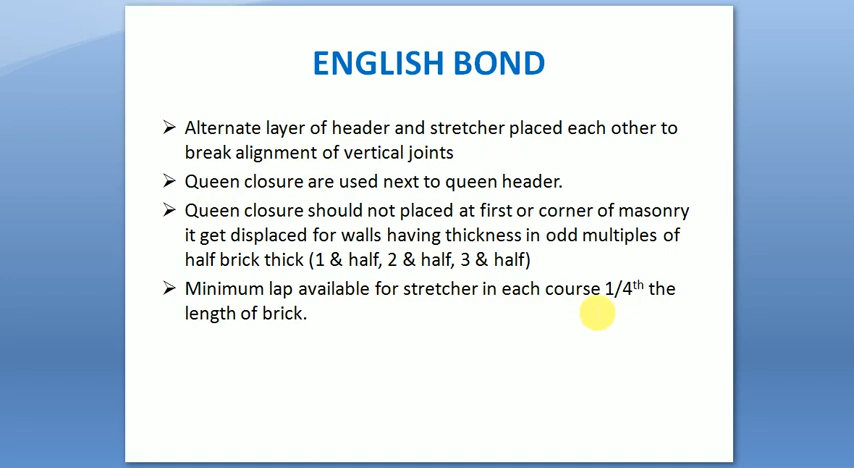 ENGLISH BOND
➢ Alternate layer of header and stretcher placed each other to
break alignment of vertical joints
➢ Queen closure are used next to queen header.
➢ Queen closure should not placed at first or corner of masonry
it get displaced for walls having thickness in odd multiples of
half brick thick (1 & half, 2 & half, 3 & half)
➢ Minimum lap available for stretcher in each course 1/4th the
length of brick.